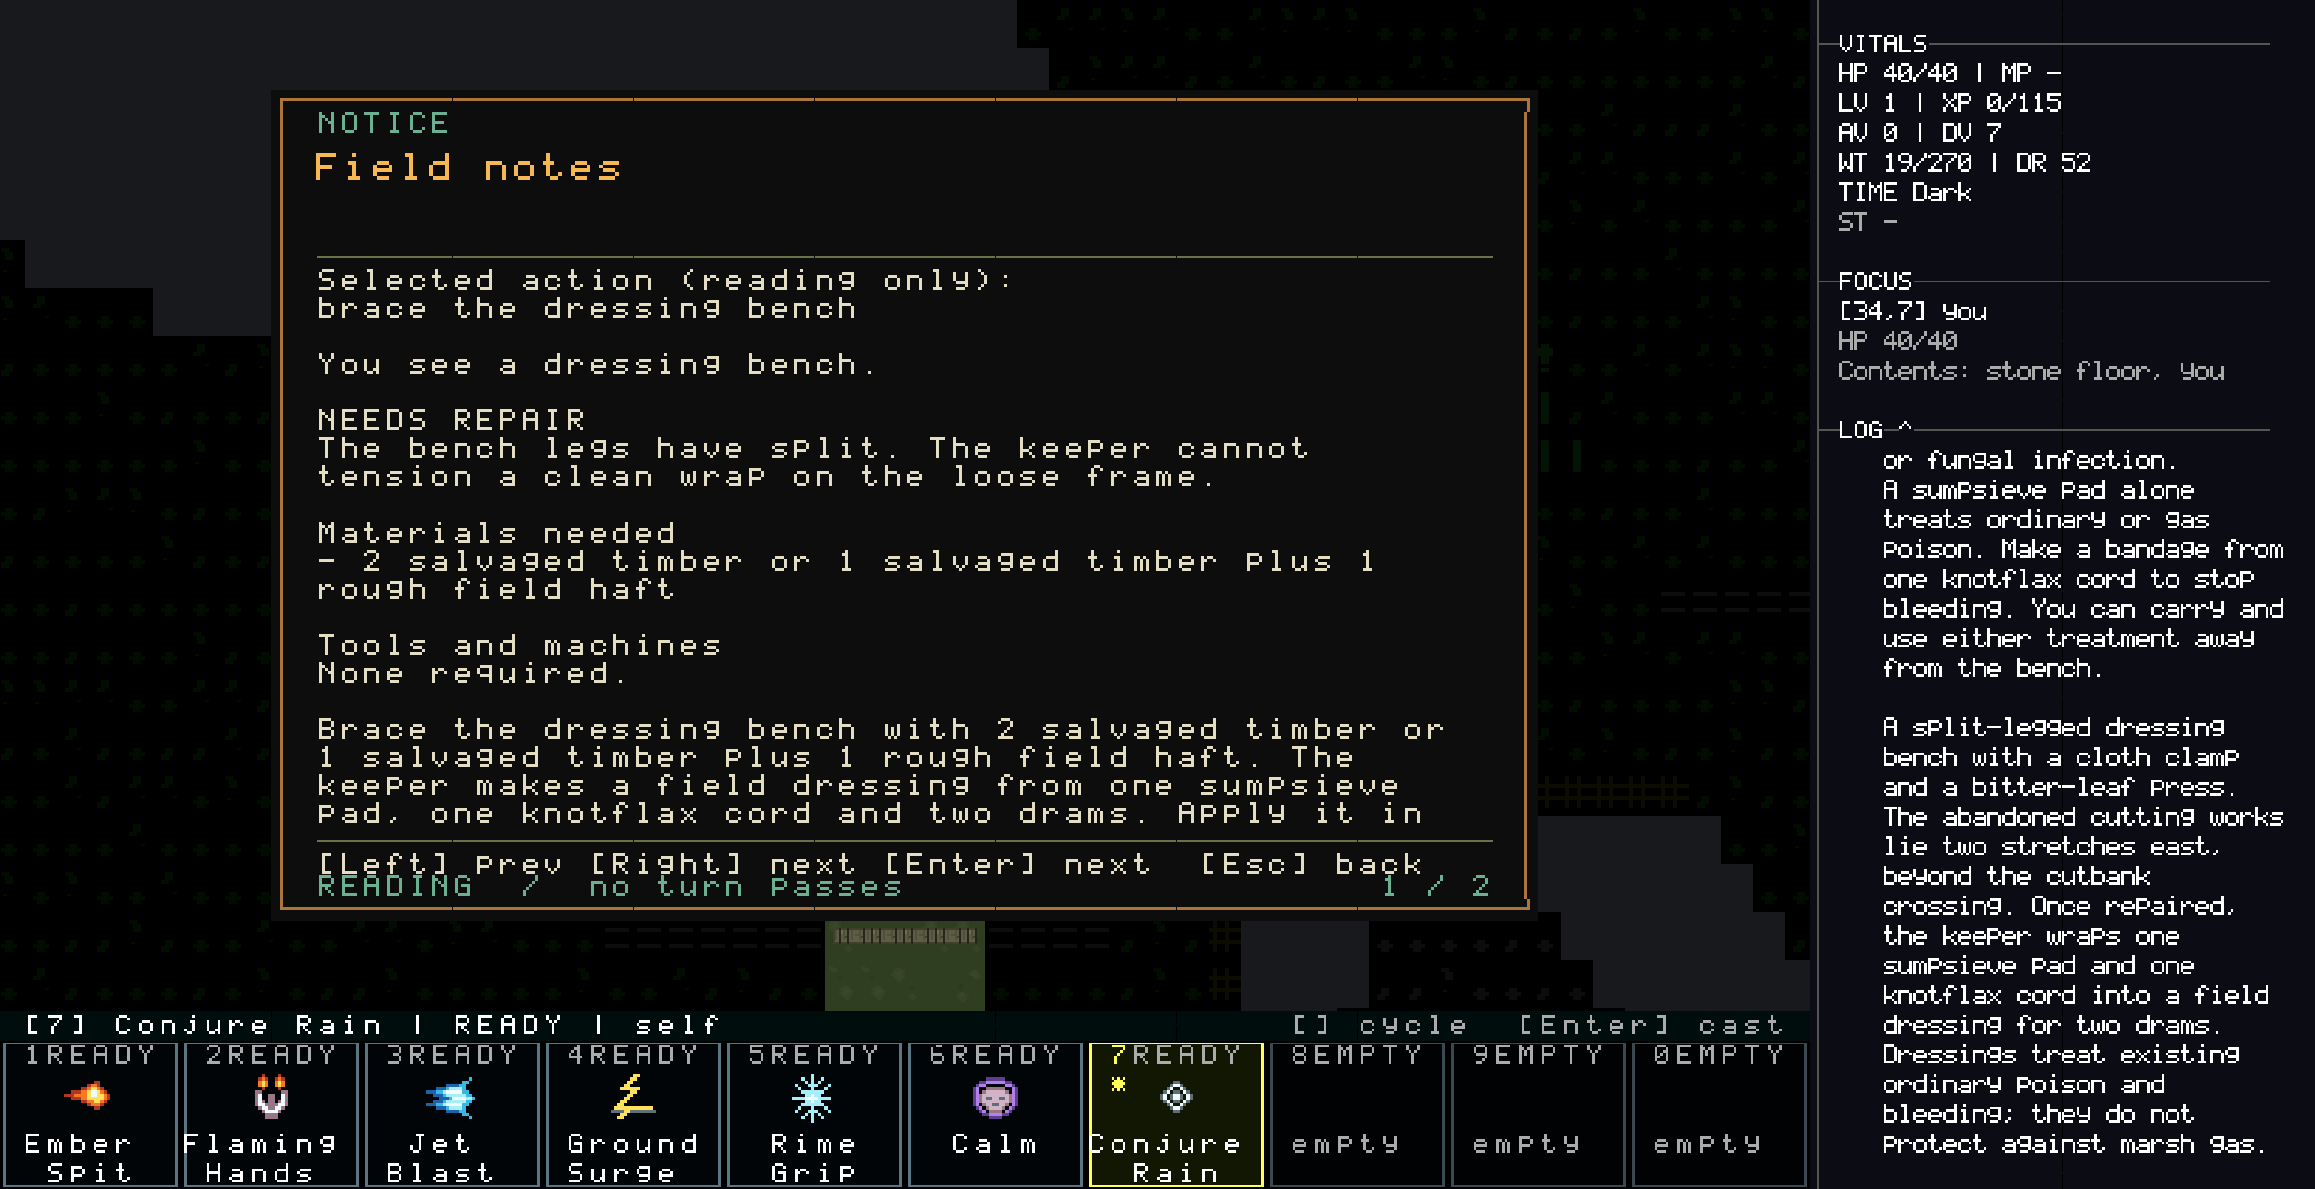 NOTICE
Field notes
Selected action (reading only):
brace the dressing bench
You see a dressing bench.
NEEDS REPAIR
The bench legs have split. The keeper cannot
tension a clean wrap on the loose frame.
Materials needed
- 2 salvaged timber or 1 salvaged timber plus 1
rough field haft
Tools and machines
None required.
Brace the dressing bench with 2 salvaged timber or
1 salvaged timber plus 1 rough field haft. The
keeper makes a field dressing from one sumpsieve
pad, one knotflax cord and two drams. Apply it in
[Left] prev [Right] next [Enter] next [Esc] back
READING / no turn passes 1 / 2
[7] Conjure Rain | READY | self [] cycle [Enter] cast
1READY 2READY 3READY 4READY 5READY 6READY 7READY 8EMPTY 9EMPTY 0EMPTY
Ember Spit
Flaming Hands
Jet Blast
Ground Surge
Rime Grip
Calm
Conjure Rain
empty
empty
empty
VITALS
HP 40/40 | MP -
LV 1 | XP 0/115
AV 0 | DV 7
WT 19/270 | DR 52
TIME Dark
ST -
FOCUS
[34,7] You
HP 40/40
Contents: stone floor, You
LOG ^
or fungal infection.
A sumpsieve pad alone
treats ordinary or gas
poison. Make a bandage from
one knotflax cord to stop
bleeding. You can carry and
use either treatment away
from the bench.
A split-legged dressing
bench with a cloth clamp
and a bitter-leaf press.
The abandoned cutting works
lie two stretches east,
beyond the cutbank
crossing. Once repaired,
the keeper wraps one
sumpsieve pad and one
knotflax cord into a field
dressing for two drams.
Dressings treat existing
ordinary poison and
bleeding; they do not
protect against marsh gas.